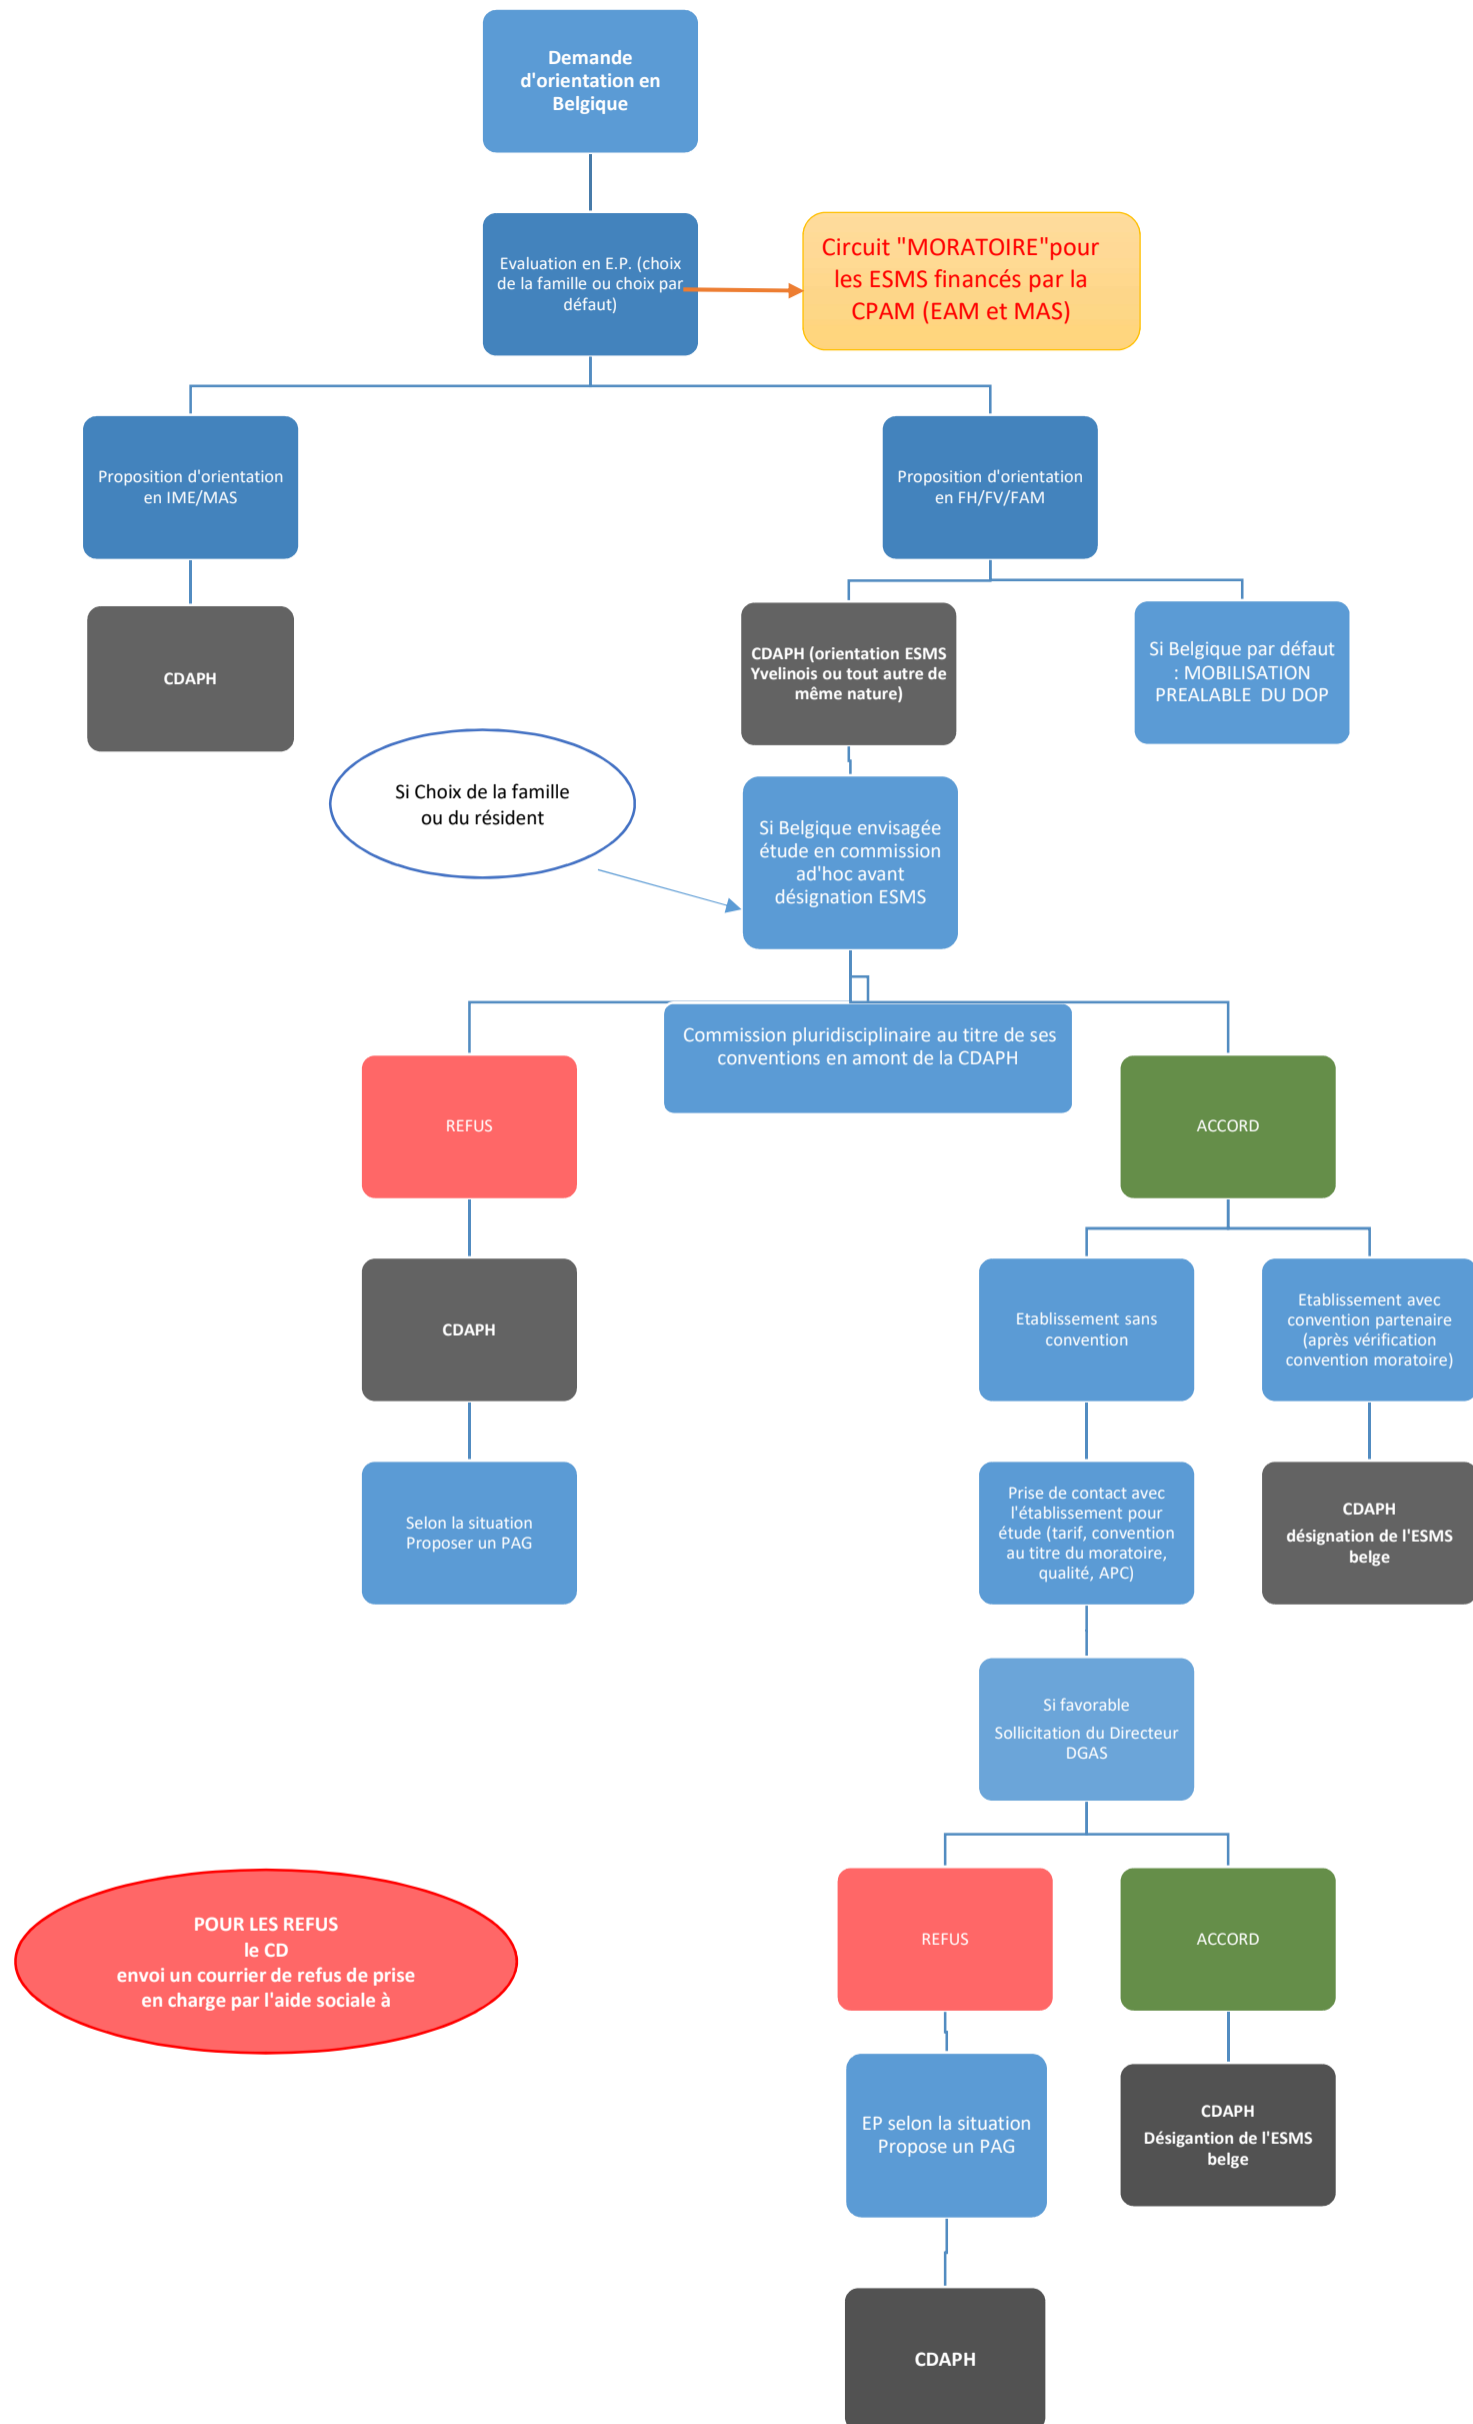 Demande
d'orientation en
Belgique
Evaluation en E.P. (choix
de la famille ou choix par
défaut)
Circuit "MORATOIRE"pour
les ESMS financés par la
CPAM (EAM et MAS)
Proposition d'orientation
en IME/MAS
Proposition d'orientation
en FH/FV/FAM
CDAPH
CDAPH (orientation ESMS
Yvelinois ou tout autre de
même nature)
Si Belgique par défaut
: MOBILISATION
PREALABLE DU DOP
Si Choix de la famille
ou du résident
Si Belgique envisagée
étude en commission
ad'hoc avant
désignation ESMS
Commission pluridisciplinaire au titre de ses
conventions en amont de la CDAPH
REFUS
ACCORD
CDAPH
Etablissement sans
convention
Etablissement avec
convention partenaire
(après vérification
convention moratoire)
Selon la situation
Proposer un PAG
Prise de contact avec
l'établissement pour
étude (tarif, convention
au titre du moratoire,
qualité, APC)
CDAPH
désignation de l'ESMS
belge
Si favorable
Sollicitation du Directeur
DGAS
POUR LES REFUS
le CD
envoi un courrier de refus de prise
en charge par l'aide sociale à
REFUS
ACCORD
EP selon la situation
Propose un PAG
CDAPH
Désigantion de l'ESMS
belge
CDAPH